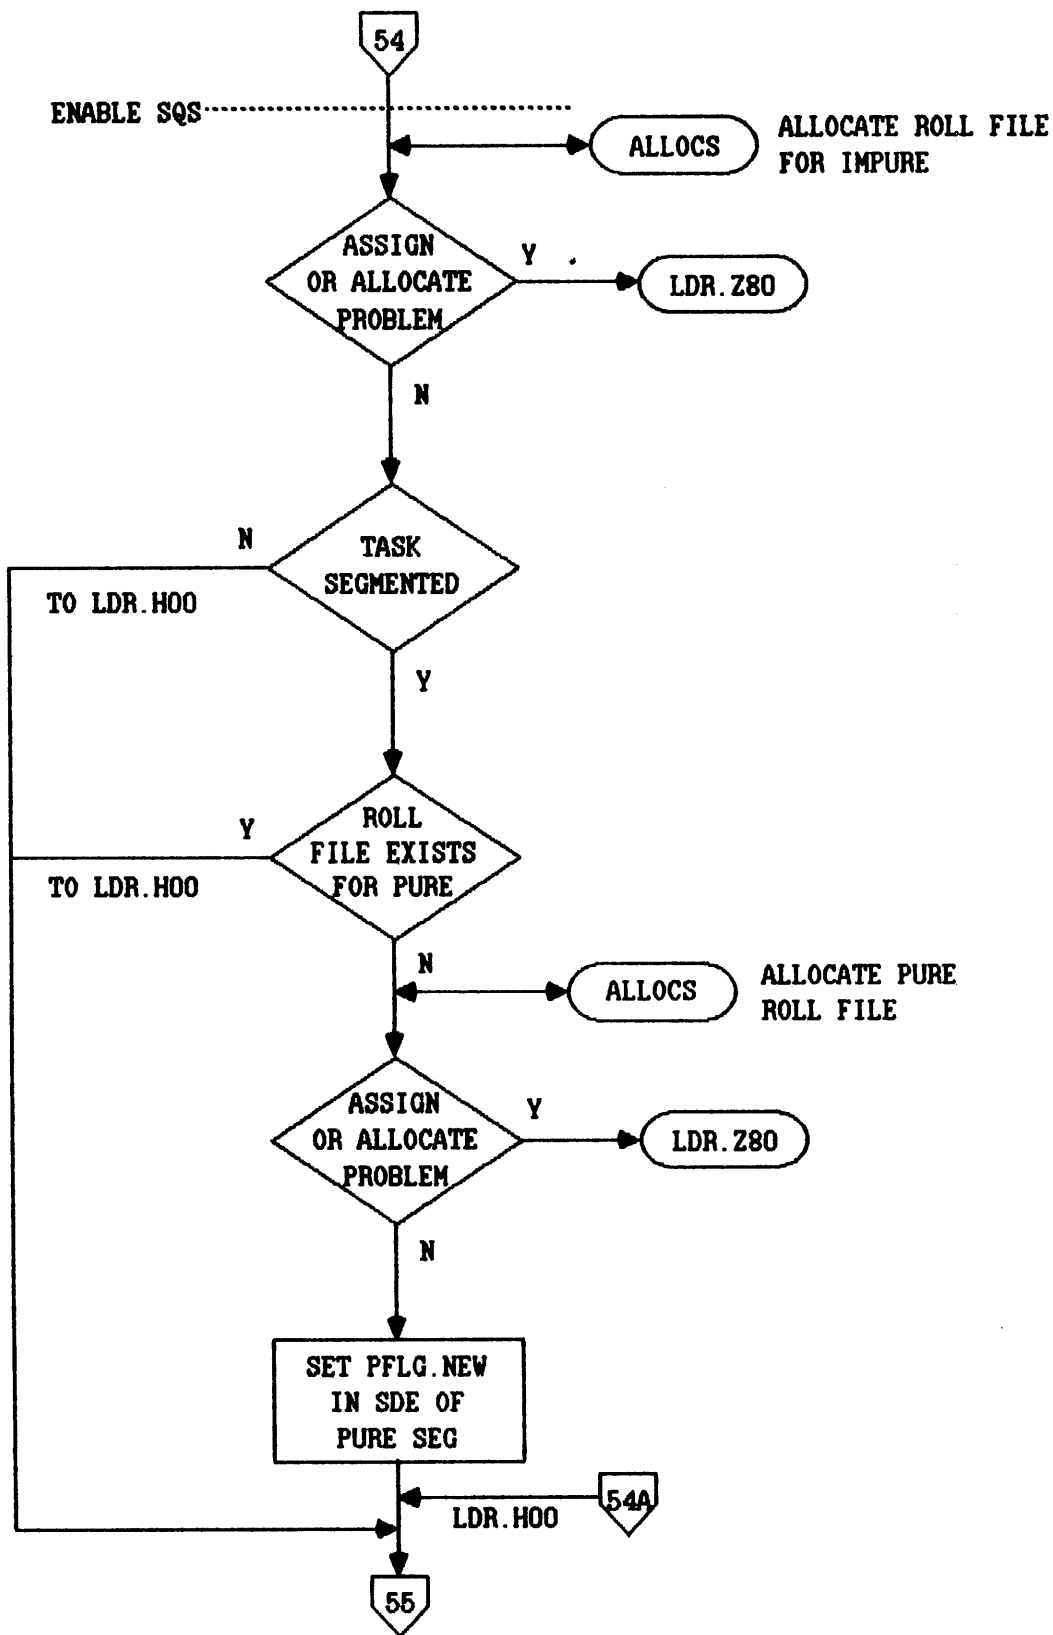 54
ENABLE SQS
ALLOCS
ALLOCATE ROLL FILE
FOR IMPURE
ASSIGN
OR ALLOCATE
PROBLEM
Y
LDR.Z80
N
TASK
SEGMENTED
N
TO LDR.H00
Y
ROLL
FILE EXISTS
FOR PURE
Y
TO LDR.H00
N
ALLOCS
ALLOCATE PURE
ROLL FILE
ASSIGN
OR ALLOCATE
PROBLEM
Y
LDR.Z80
N
SET PFLG.NEW
IN SDE OF
PURE SEG
54A
LDR.H00
55